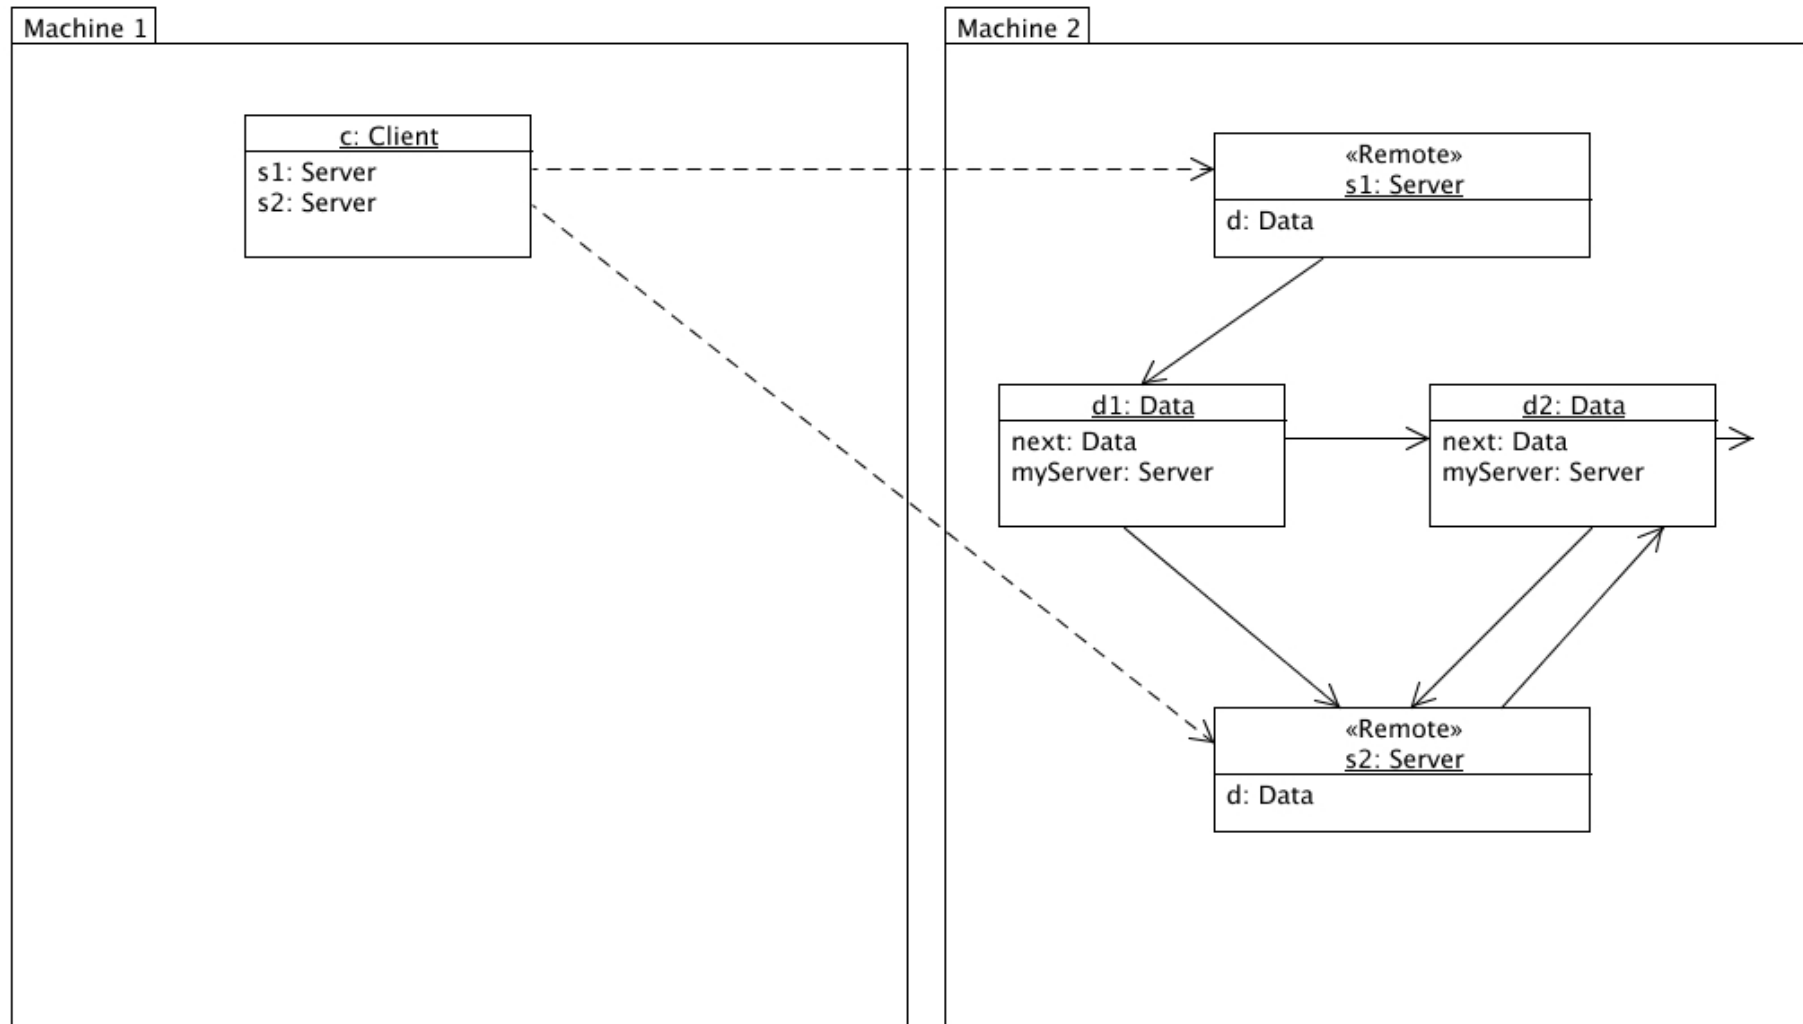 Machine 1
c: Client
s1: Server
s2: Server
Machine 2
«Remote»
s1: Server
d: Data
d1: Data
next: Data
myServer: Server
d2: Data
next: Data
myServer: Server
«Remote»
s2: Server
d: Data